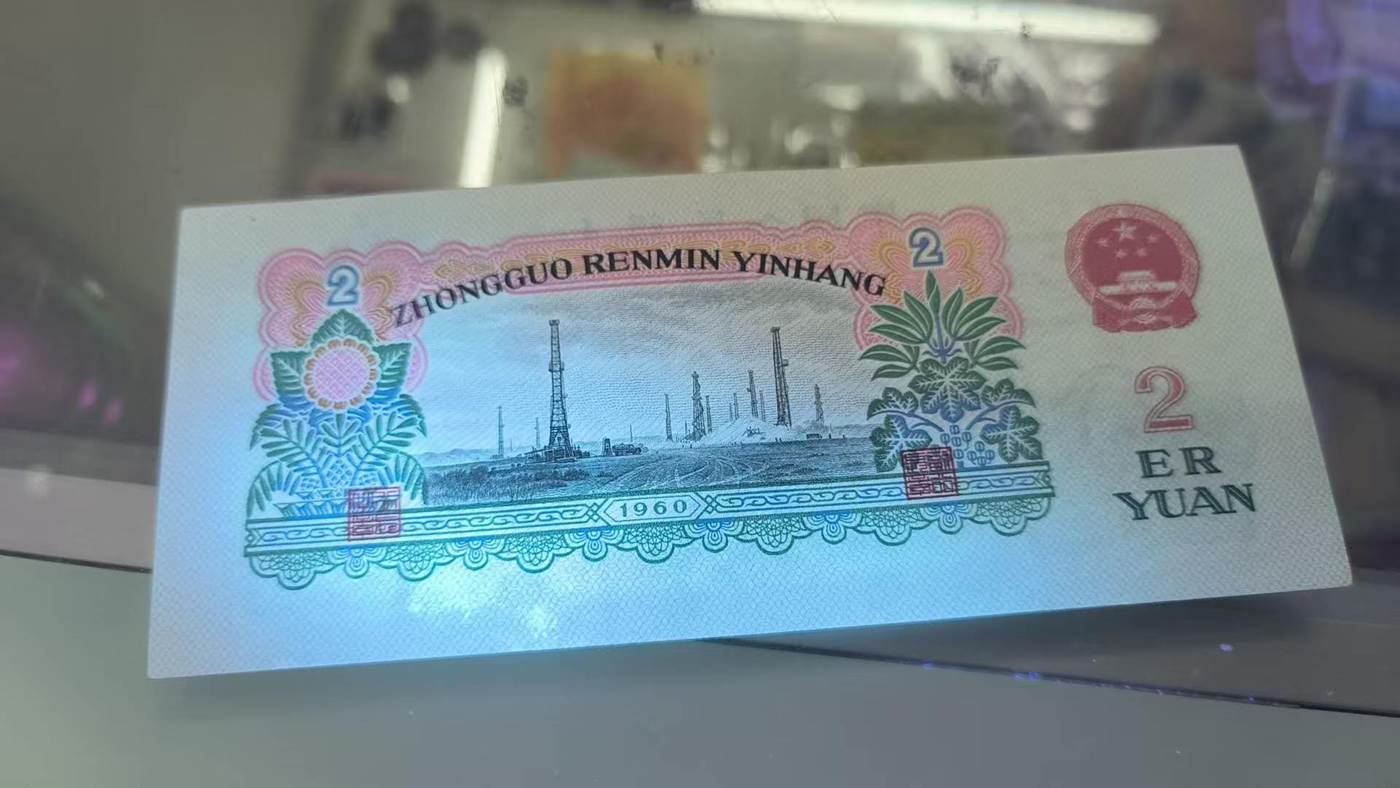 2
2
ZHONGGUO RENMIN YINHANG
1960
2
ER
YUAN